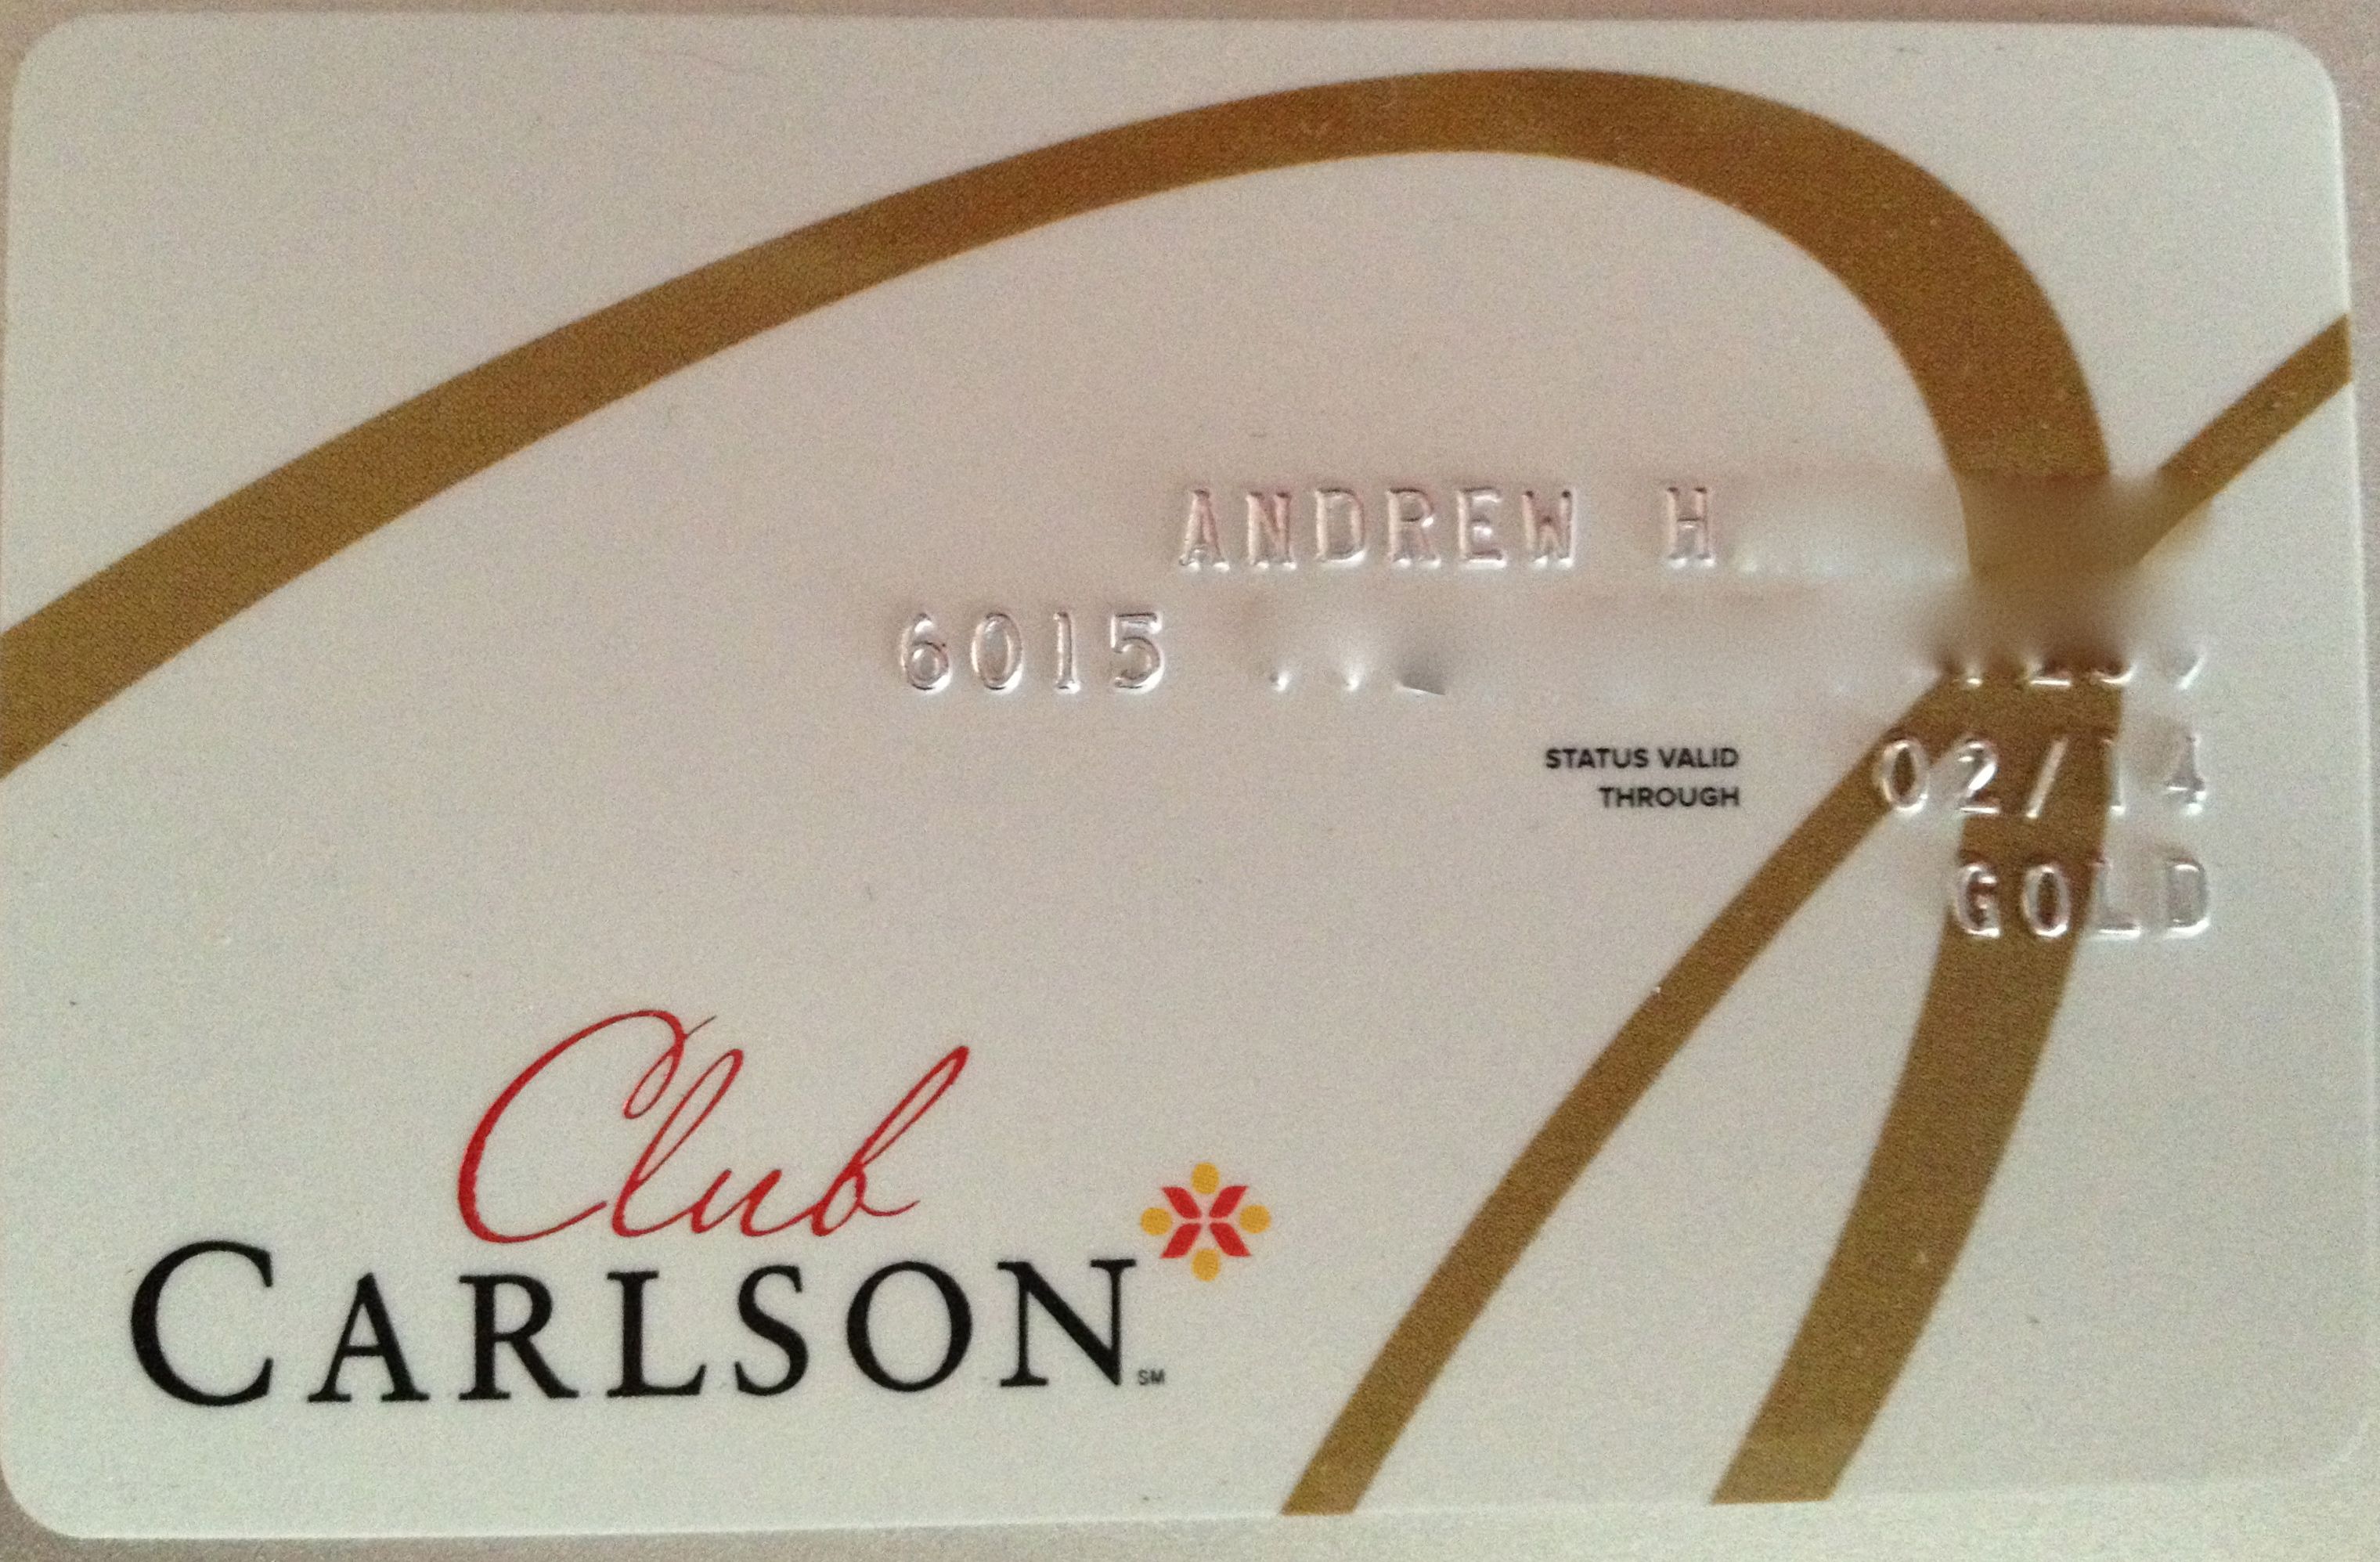 ANDREW H
6015
STATUS VALID
THROUGH
02/14
GOLD
Club
CARLSON
SM